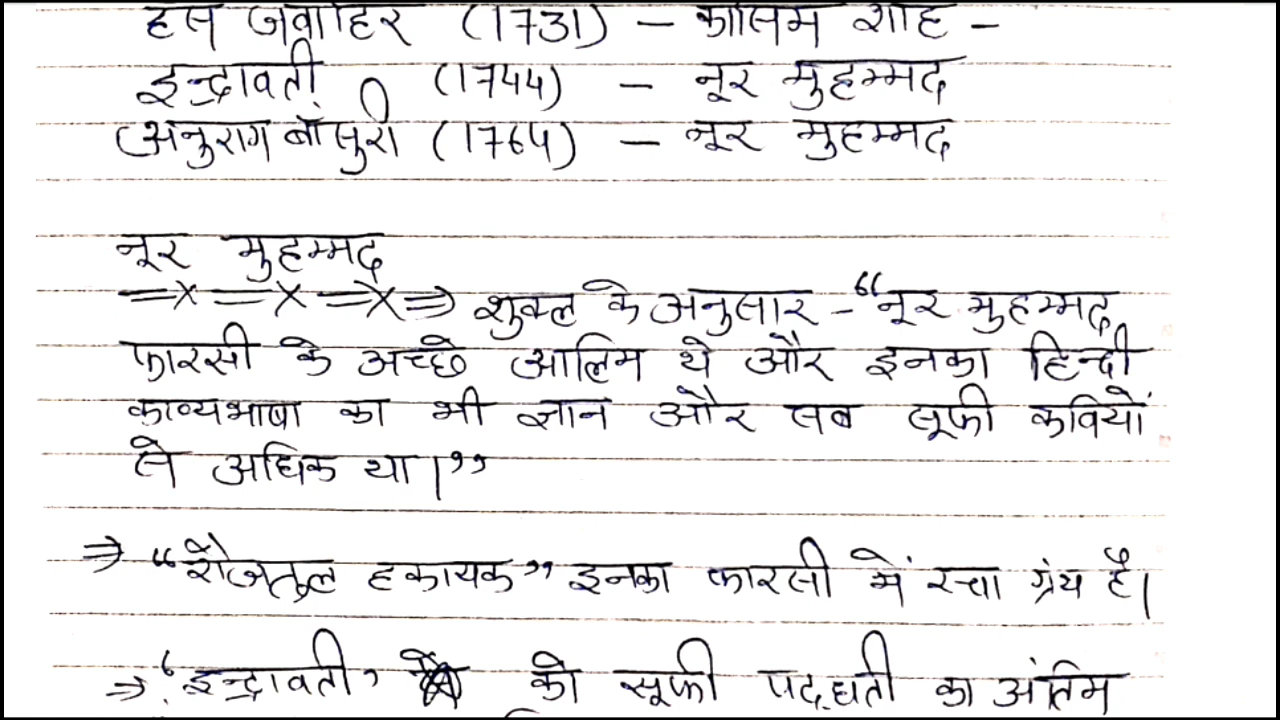 हंस जवाहिर (1731) – कासिम शाह –
इन्द्रावती (1744) – नूर मुहम्मद
अनुराग बाँसुरी (1764) – नूर मुहम्मद
नूर मुहम्मद
=x=x=x⇒ शुक्ल के अनुसार – “नूर मुहम्मद
फारसी के अच्छे आलिम थे और इनका हिन्दी
काव्यभाषा का भी ज्ञान और सब सूफी कवियों
से अधिक था।”
⇒ “रौजतुल हकायक” इनका फारसी में रचा ग्रंथ है।
⇒ ‘इन्द्रावती’ को सूफी पद्धती का अंतिम